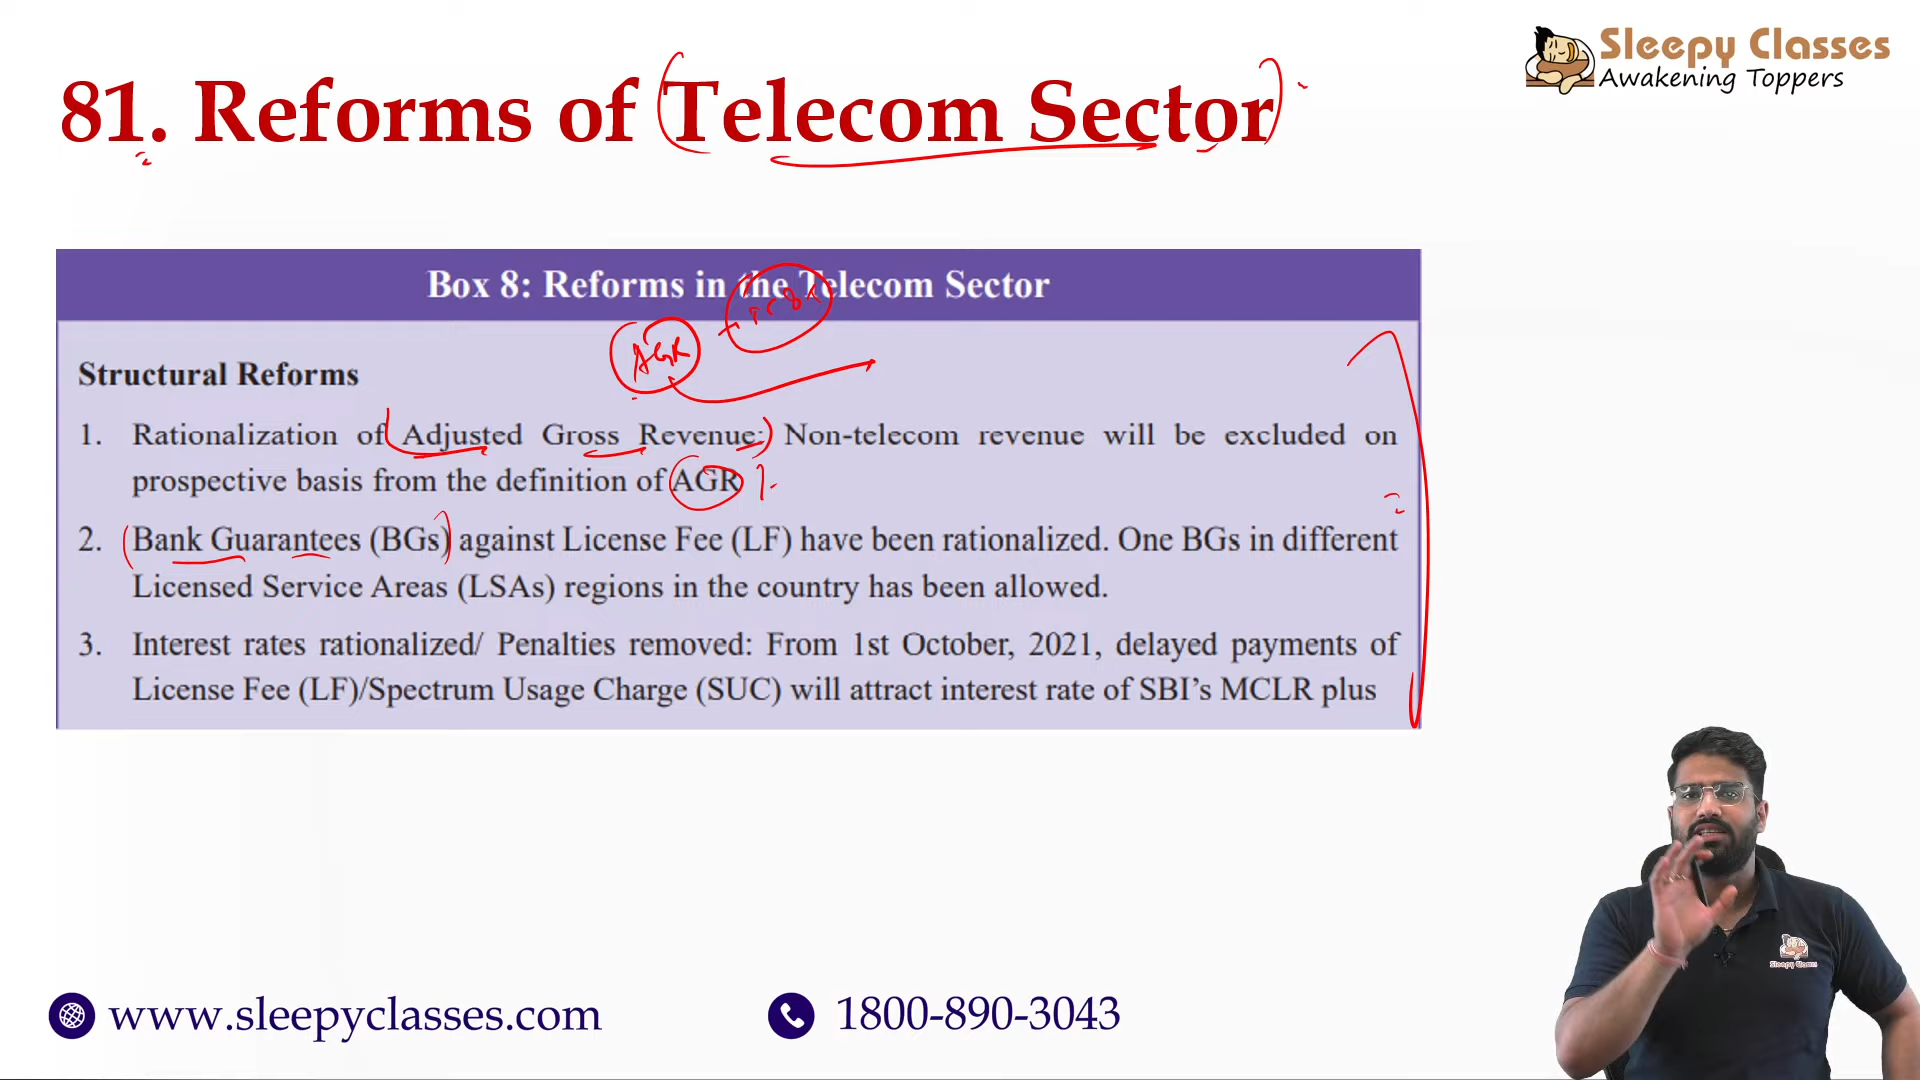 Sleepy Classes
Awakening Toppers
81. Reforms of Telecom Sector
Box 8: Reforms in the Telecom Sector
AGR
Structural Reforms
1. Rationalization of Adjusted Gross Revenue: Non-telecom revenue will be excluded on
prospective basis from the definition of AGR
2. Bank Guarantees (BGs) against License Fee (LF) have been rationalized. One BGs in different
Licensed Service Areas (LSAs) regions in the country has been allowed.
3. Interest rates rationalized/ Penalties removed: From 1st October, 2021, delayed payments of
License Fee (LF)/Spectrum Usage Charge (SUC) will attract interest rate of SBI’s MCLR plus
Sleepy Classes
www.sleepyclasses.com
1800-890-3043